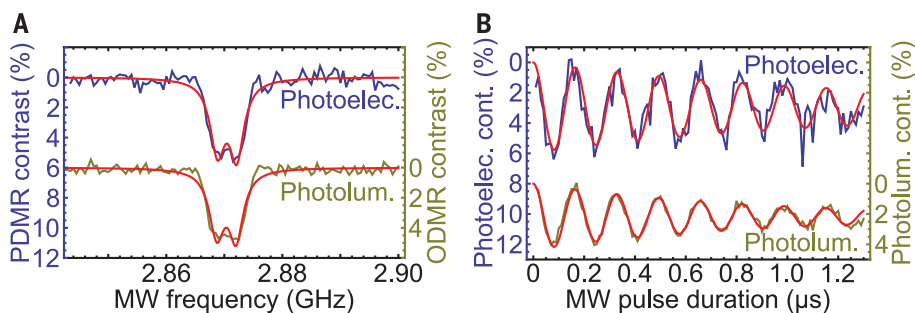 A
PDMR contrast (%)
0
2
4
6
8
10
12
Photoelec.
Photolum.
0
2
4
ODMR contrast (%)
2.86
2.88
2.90
MW frequency (GHz)
B
Photoelec. cont. (%)
0
2
4
6
8
10
12
Photoelec.
Photolum.
0
2
4
Photolum. cont. (%)
0
0.2
0.4
0.6
0.8
1.0
1.2
MW pulse duration (μs)